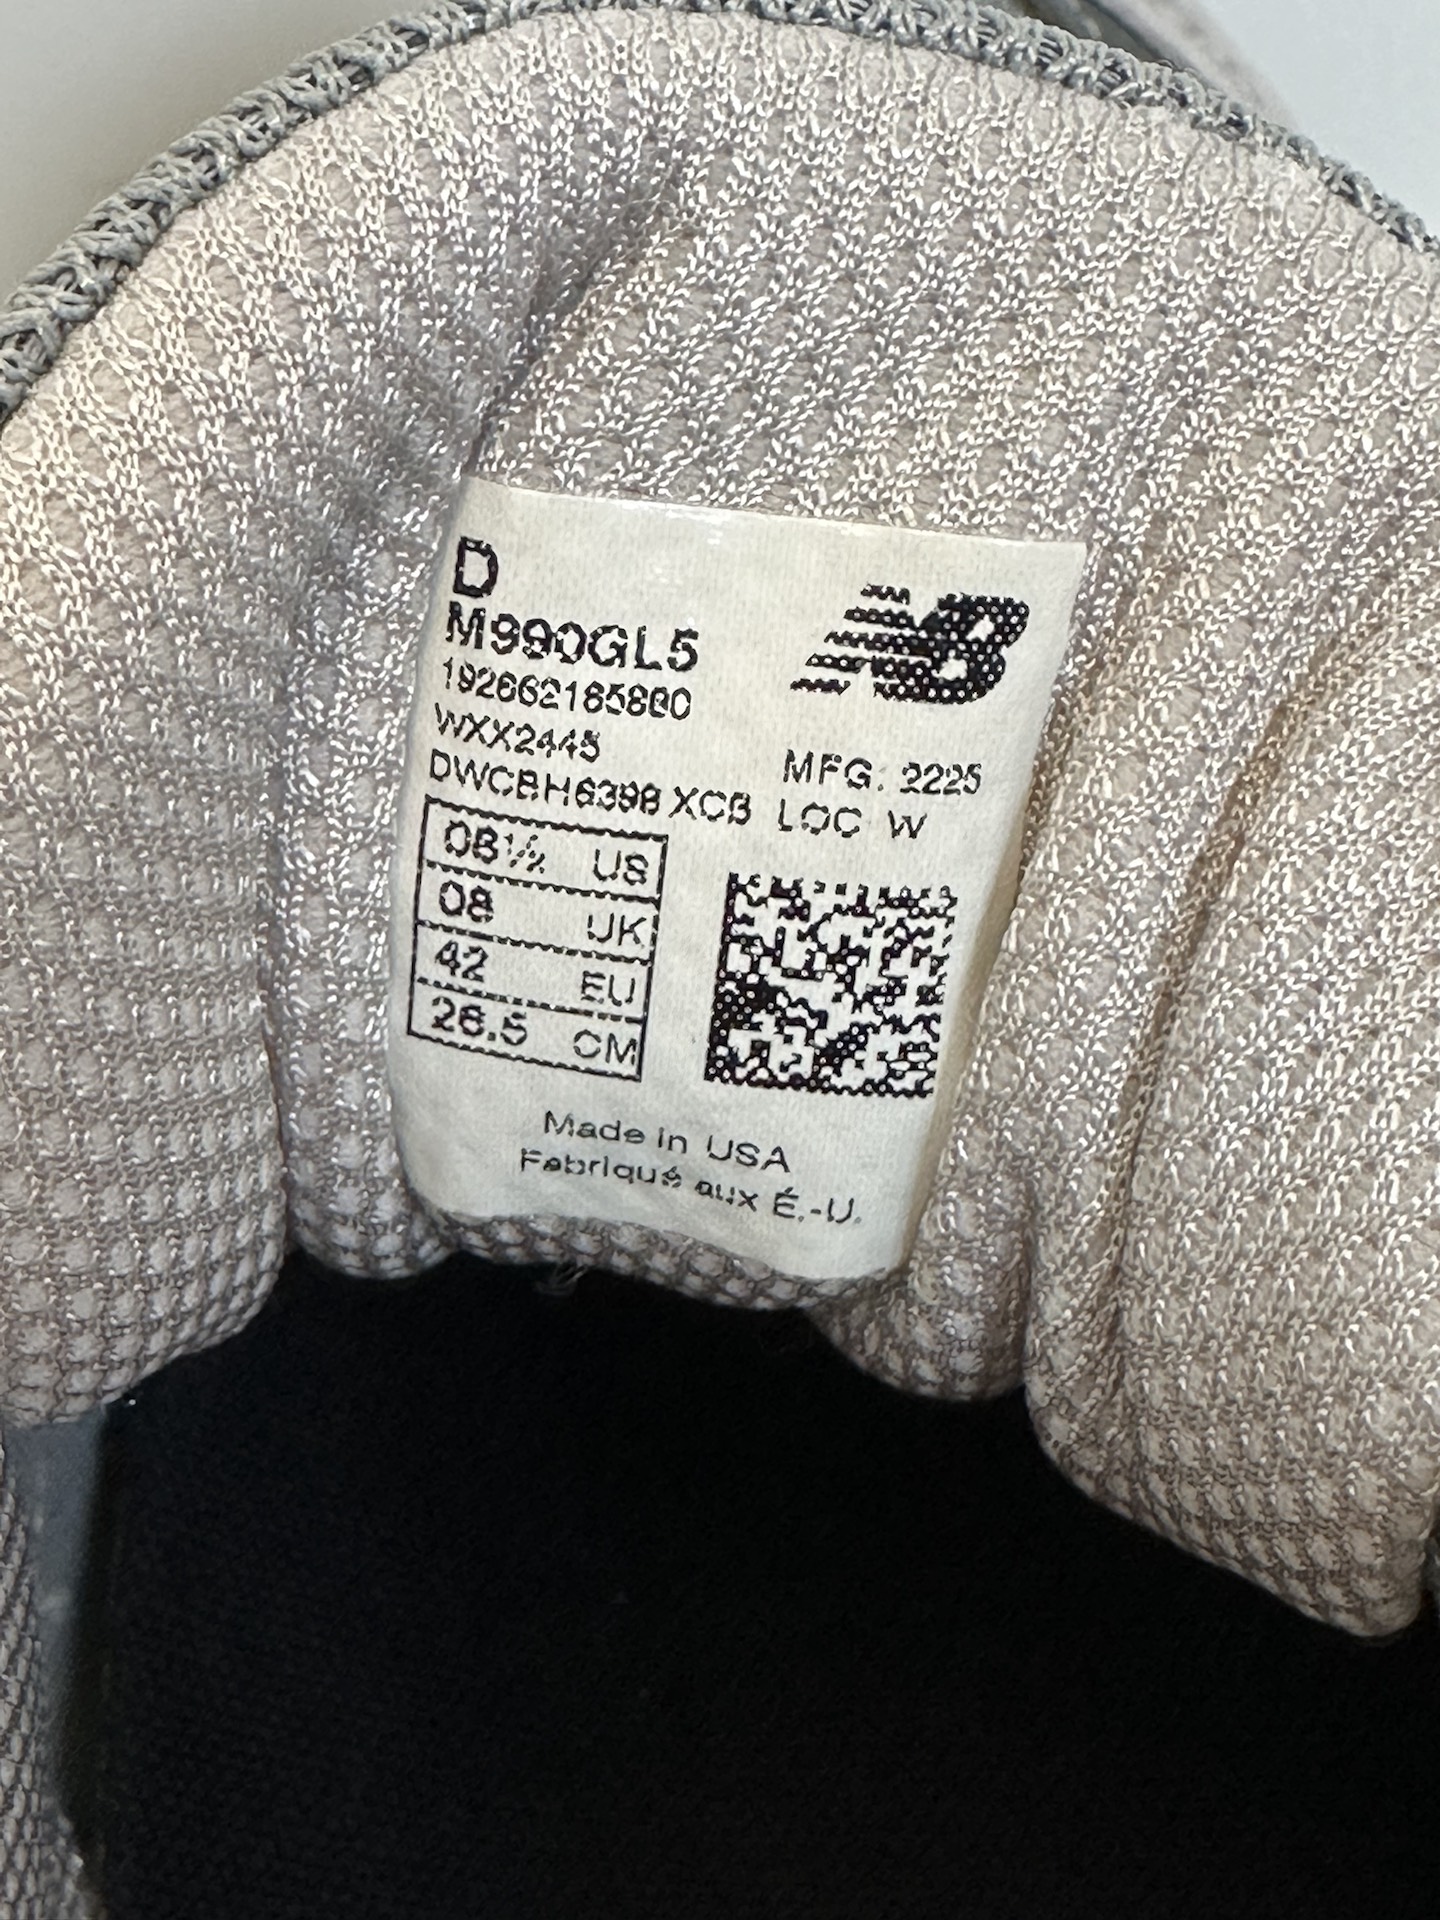 D
M990GL5
192662185880
WXX2445
DWCBH6398 XCB
MFG: 2225
LOC W
08½ US
08 UK
42 EU
26.5 CM
Made in USA
Fabriqué aux É.-U.